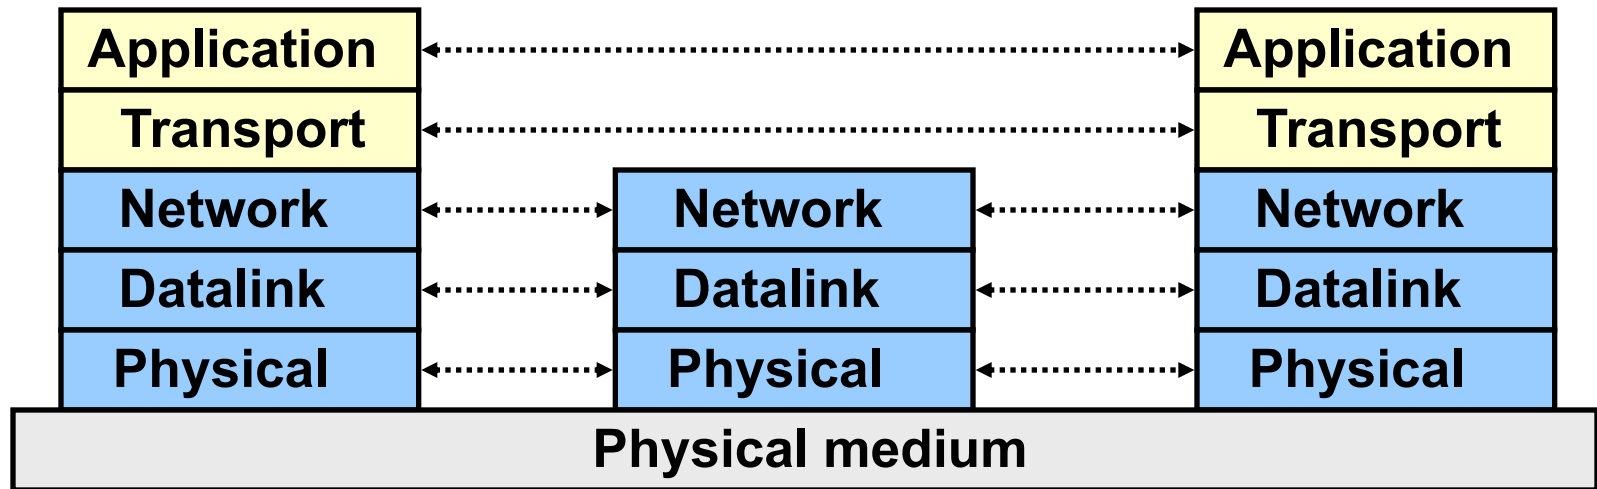 Application Application
Transport Transport
Network Network Network
Datalink Datalink Datalink
Physical Physical Physical
Physical medium